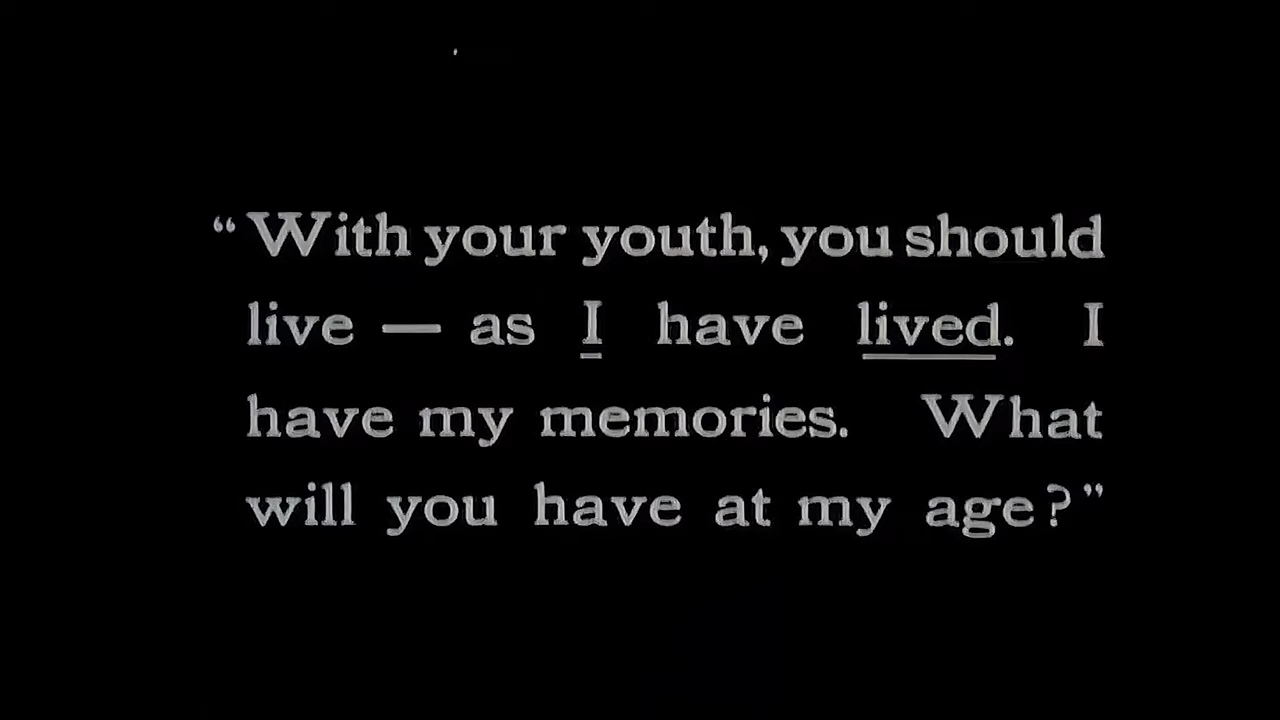 “With your youth, you should
live — as I have lived. I
have my memories. What
will you have at my age?”